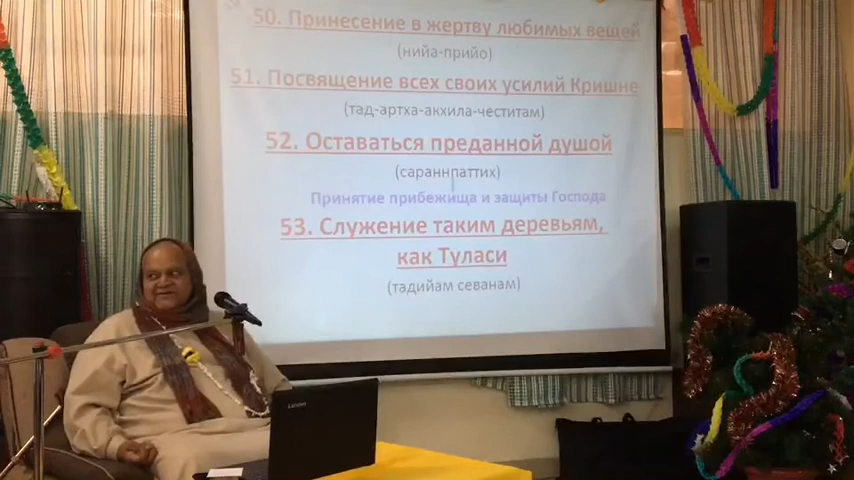 50. Принесение в жертву любимых вещей
(нийа-прийо)
51. Посвящение всех своих усилий Кришне
(тад-артха-акхила-честитам)
52. Оставаться преданной душой
(сараннпаттих)
Принятие прибежища и защиты Господа
53. Служение таким деревьям,
как Туласи
(тадийам севанам)
Lenovo